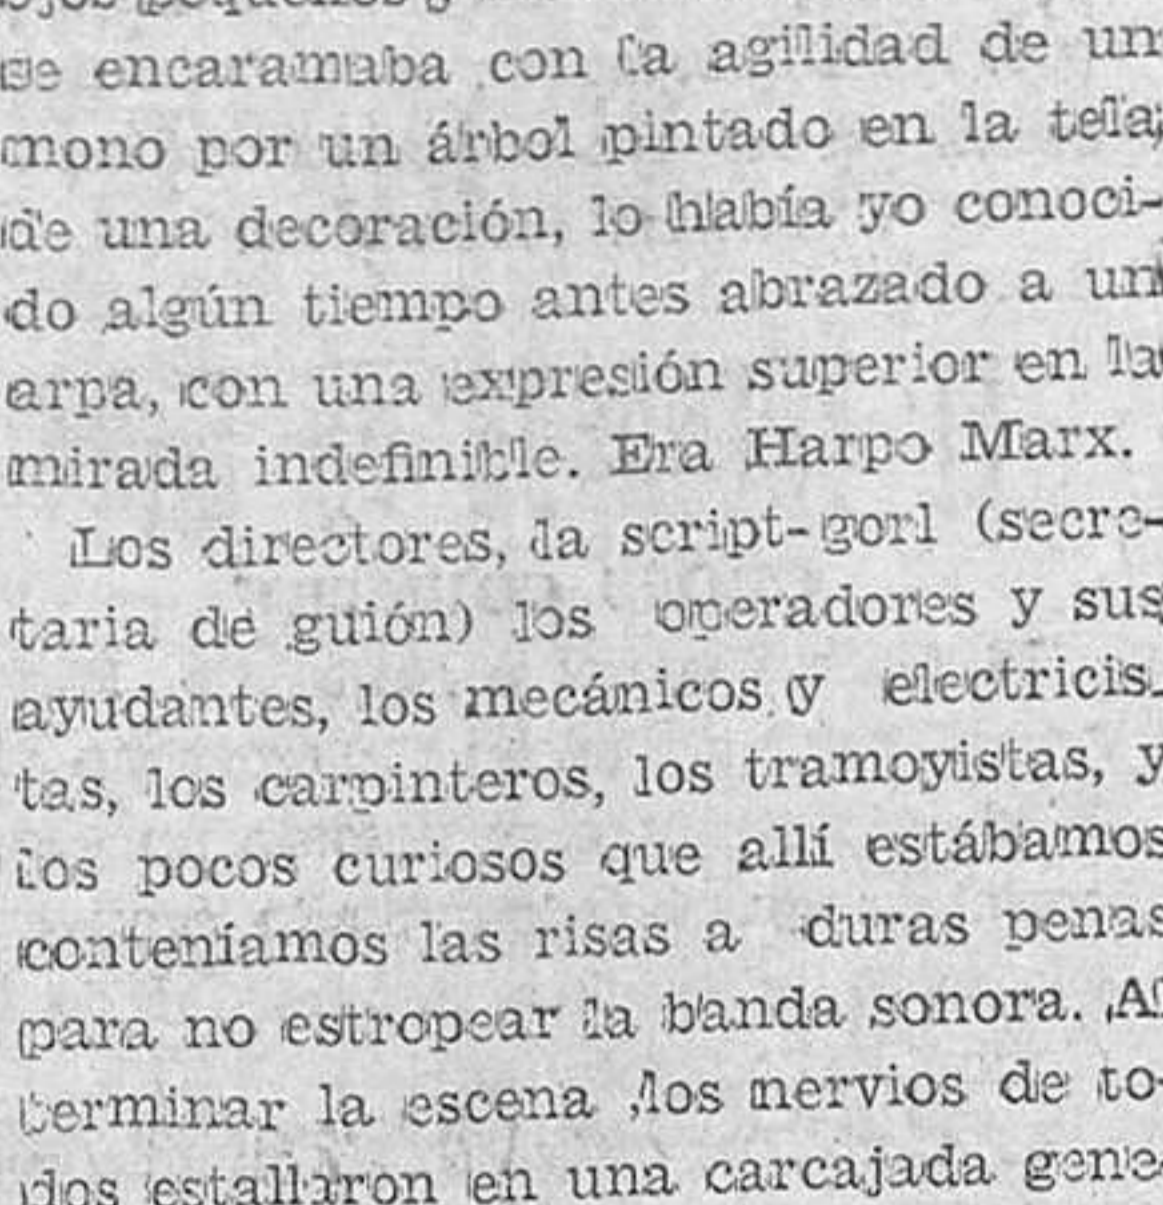 se encaramaba con la agilidad de un
mono por un árbol pintado en la tela
de una decoración, lo había yo conoci-
do algún tiempo antes abrazado a un
arpa, con una expresión superior en la
mirada indefinible. Era Harpo Marx.
Los directores, la script-gorl (secre-
taria de guión) los operadores y sus
ayudantes, los mecánicos y electricis-
tas, los carpinteros, los tramoyistas, y
los pocos curiosos que allí estábamos
conteníamos las risas a duras penas
para no estropear la banda sonora. Al
terminar la escena ,los nervios de to-
dos estallaron en una carcajada gene